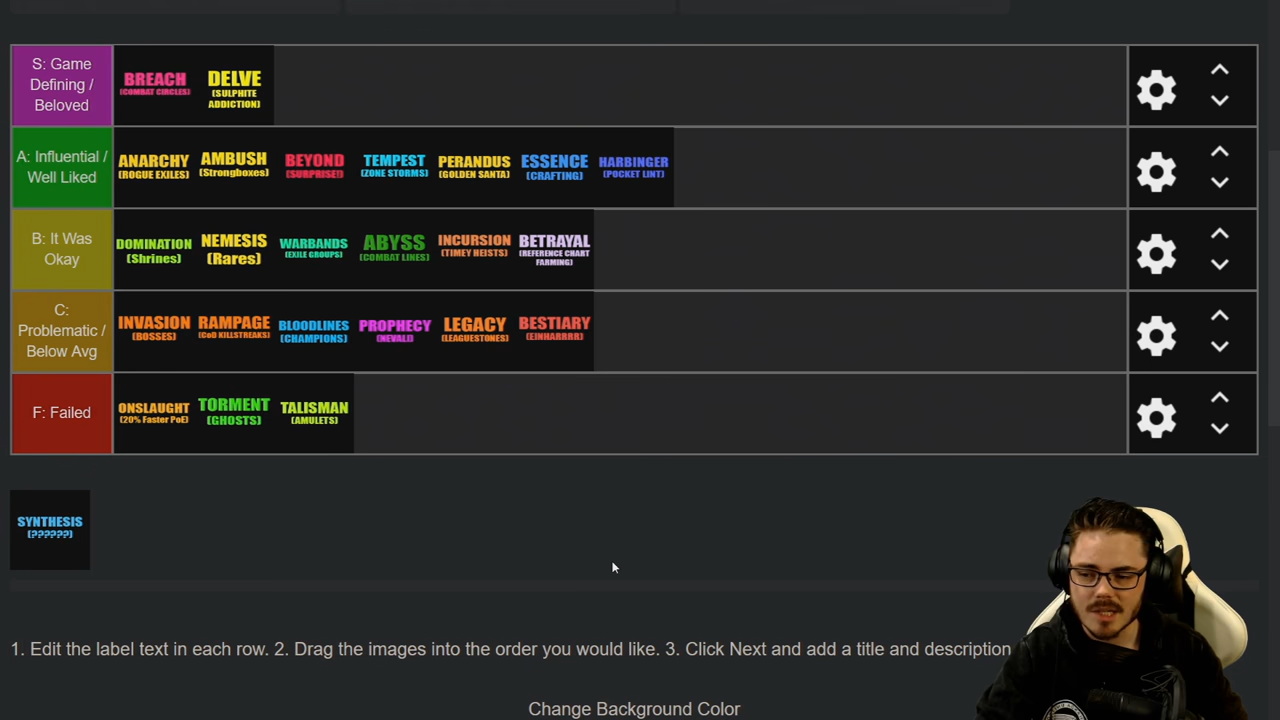 S: Game
Defining /
Beloved
BREACH
(COMBAT CIRCLES)
DELVE
(SULPHITE
ADDICTION)
A: Influential /
Well Liked
ANARCHY
(ROGUE EXILES)
AMBUSH
(Strongboxes)
BEYOND
(SURPRISE!)
TEMPEST
(ZONE STORMS)
PERANDUS
(GOLDEN SANTA)
ESSENCE
(CRAFTING)
HARBINGER
(POCKET LINT)
B: It Was
Okay
DOMINATION
(Shrines)
NEMESIS
(Rares)
WARBANDS
(EXILE GROUPS)
ABYSS
(COMBAT LINES)
INCURSION
(TIMEY HEISTS)
BETRAYAL
(REFERENCE CHART
FARMING)
C:
Problematic /
Below Avg
INVASION
(BOSSES)
RAMPAGE
(CoD KILLSTREAKS)
BLOODLINES
(CHAMPIONS)
PROPHECY
(NEVALI)
LEGACY
(LEAGUESTONES)
BESTIARY
(EINHARRRR)
F: Failed
ONSLAUGHT
(20% Faster PoE)
TORMENT
(GHOSTS)
TALISMAN
(AMULETS)
SYNTHESIS
(??????)
1. Edit the label text in each row. 2. Drag the images into the order you would like. 3. Click Next and add a title and description
Change Background Color